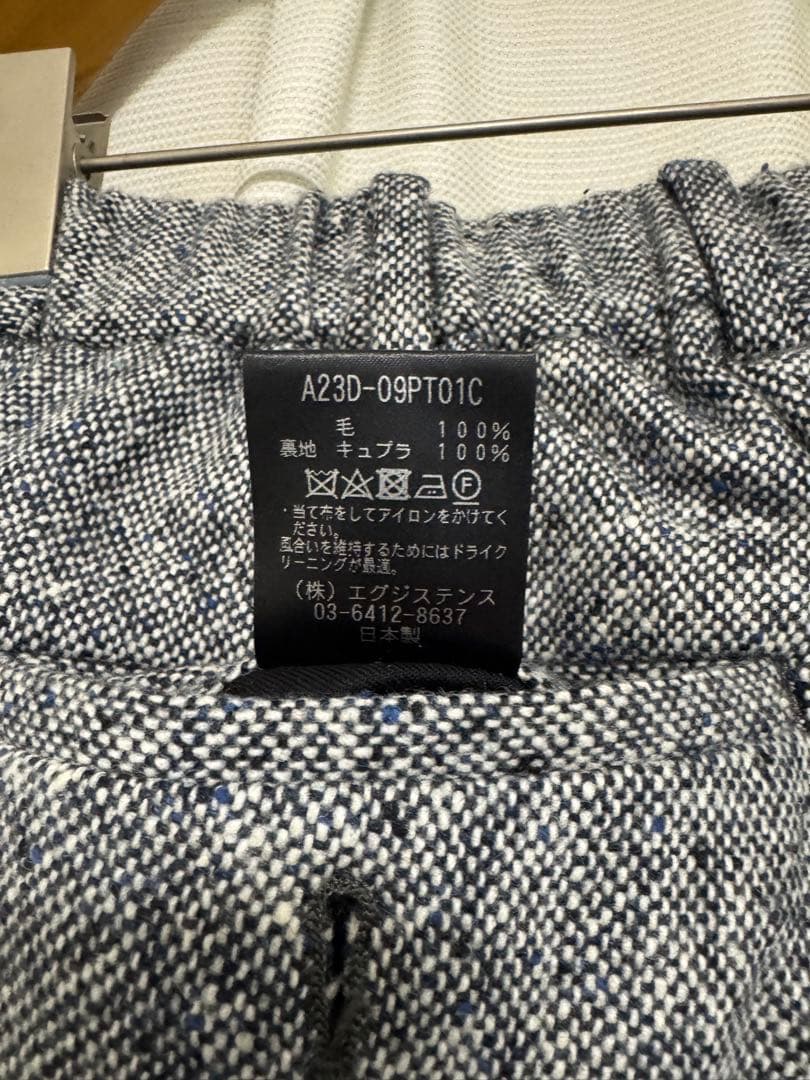 A23D-09PT01C
毛 100%
裏地 キュプラ 100%
F
・当て布をしてアイロンをかけてく
ださい。
風合いを維持するためにはドライク
リーニングが最適。
(株) エグジステンス
03-6412-8637
日本製